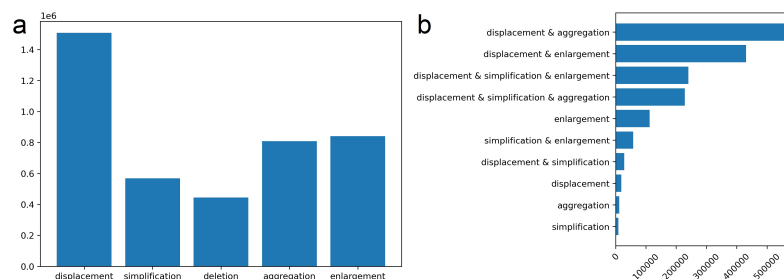 a
1e6
1.4
1.2
1.0
0.8
0.6
0.4
0.2
0.0
displacement simplification deletion aggregation enlargement
b
displacement & aggregation
displacement & enlargement
displacement & simplification & enlargement
displacement & simplification & aggregation
enlargement
simplification & enlargement
displacement & simplification
displacement
aggregation
simplification
0 100000 200000 300000 400000 500000